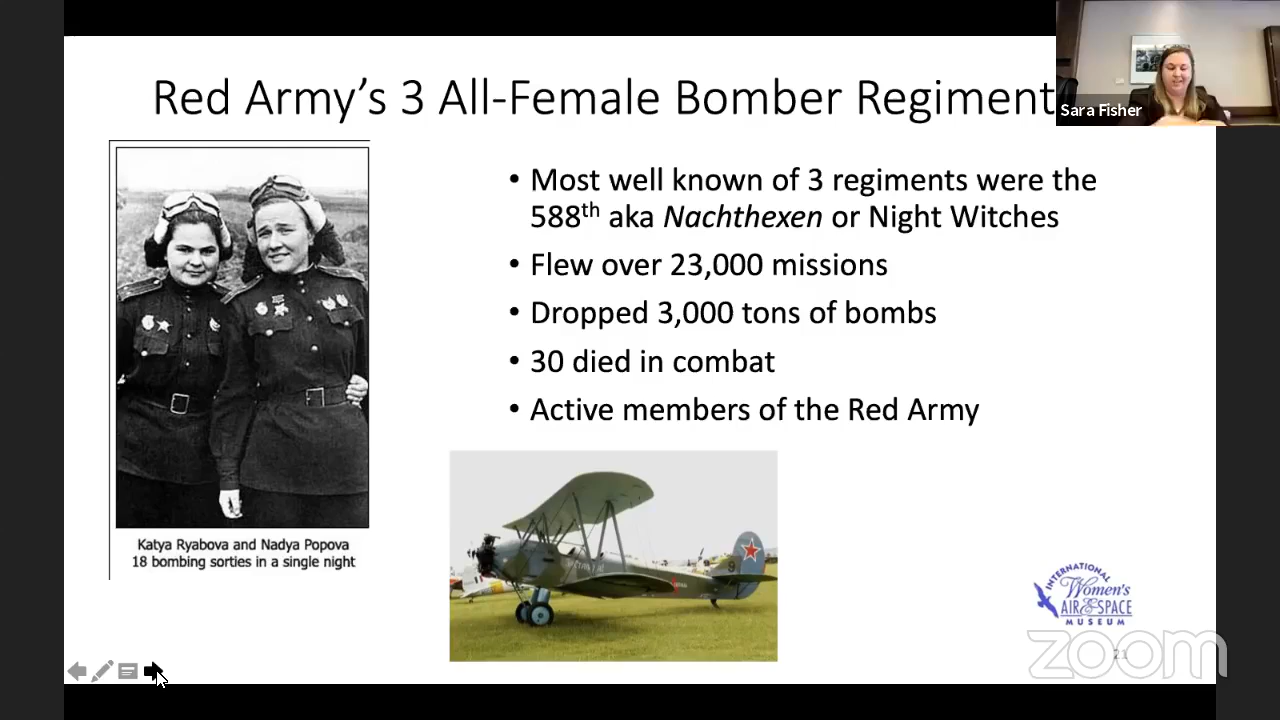 Red Army's 3 All-Female Bomber Regiment
Sara Fisher
• Most well known of 3 regiments were the
588th aka Nachthexen or Night Witches
• Flew over 23,000 missions
• Dropped 3,000 tons of bombs
• 30 died in combat
• Active members of the Red Army
Katya Ryabova and Nadya Popova
18 bombing sorties in a single night
INTERNATIONAL
Women's
AIR & SPACE
MUSEUM
zoom
21